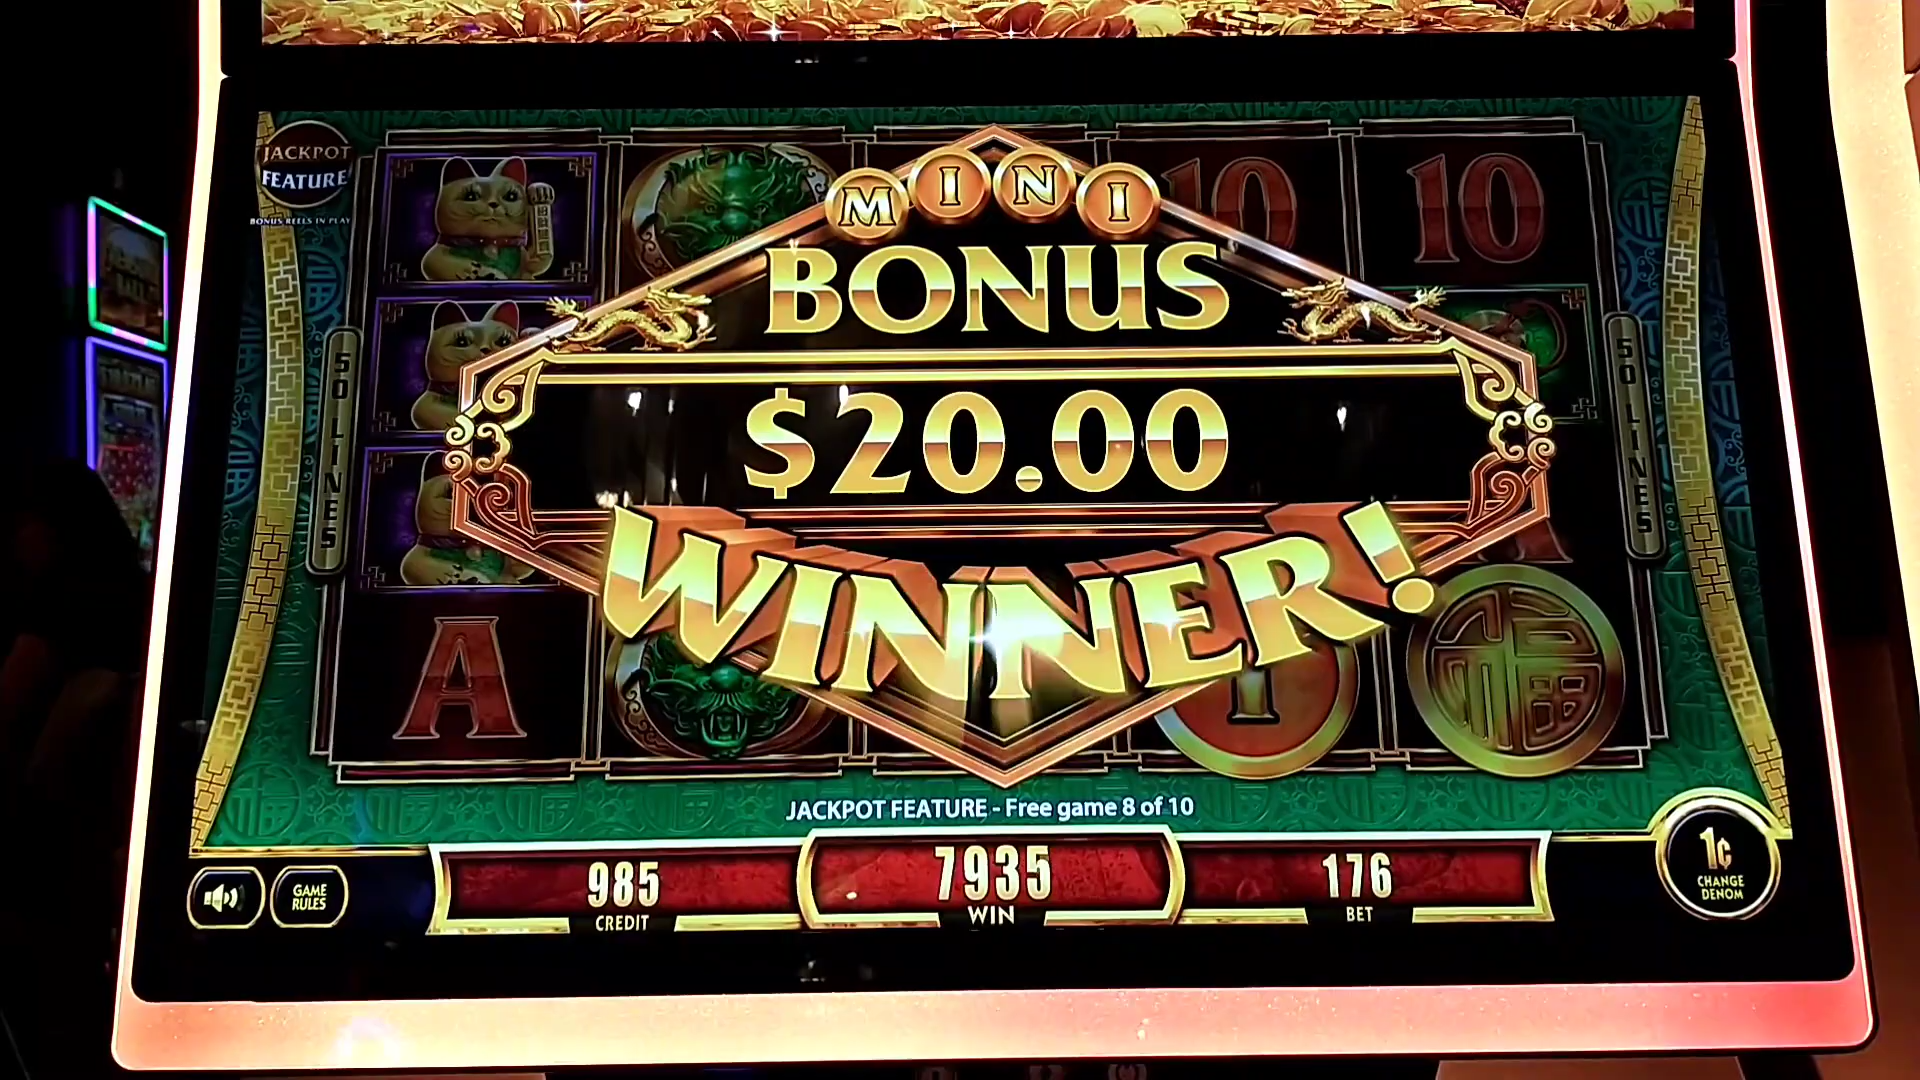 JACKPOT
FEATURE
BONUS REELS IN PLAY
MINI
BONUS
$20.00
WINNER!
10
10
50 LINES
50 LINES
A
福
JACKPOT FEATURE - Free game 8 of 10
GAME
RULES
985
CREDIT
7935
WIN
176
BET
1¢
CHANGE
DENOM